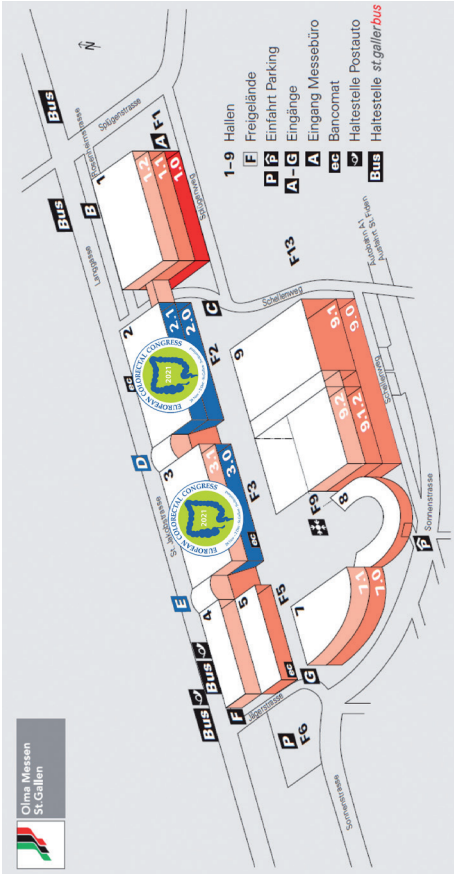 Olma Messen
St.Gallen
N
Bus
Bus
Splügenstrasse
Langgasse
St. Jakobstrasse
B
A
F1
1
1.2
1.1
1.0
Splügenweg
2
ec
EUROPEAN COLORECTAL CONGRESS
2021
2.1
2.0
F2
C
Schellenweg
F13
D
3
EUROPEAN COLORECTAL CONGRESS
2021
3.1
3.0
F3
ec
E
4
5
F5
ec
Bus
Bus
F
Jägerstrasse
G
P
F6
Sonnenstrasse
7
7.1
7.0
8
F9
9
9.2
9.1.2
9.1
9.0
Schellenweg
P
Sonnenstrasse
Autobahn A1
Ausfahrt St. Fiden
1–9 Hallen
F Freigelände
P P Einfahrt Parking
A–G Eingänge
A Eingang Messebüro
ec Bancomat
Haltestelle Postauto
Bus Haltestelle st.gallerbus